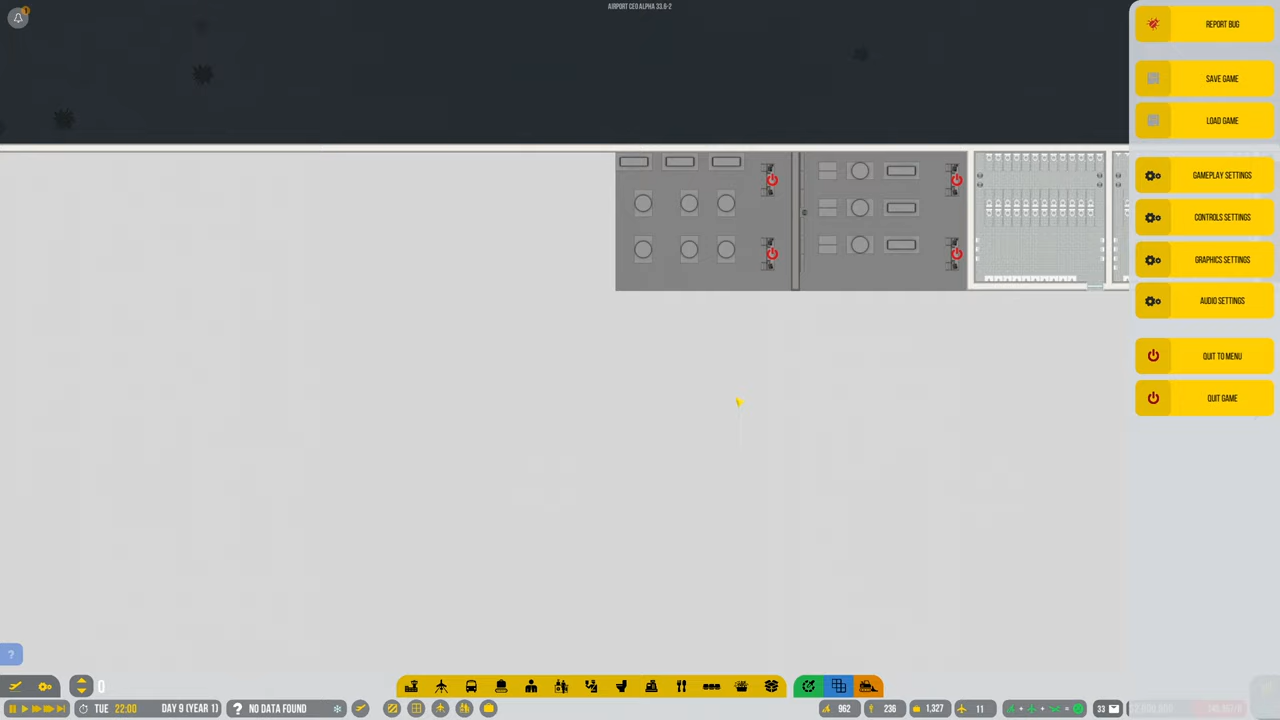 AIRPORT CEO ALPHA 33.6-2
1
REPORT BUG
SAVE GAME
LOAD GAME
GAMEPLAY SETTINGS
CONTROLS SETTINGS
GRAPHICS SETTINGS
AUDIO SETTINGS
QUIT TO MENU
QUIT GAME
?
0
TUE 22:00 DAY 9 (YEAR 1) ? NO DATA FOUND 962 236 1,327 11 33